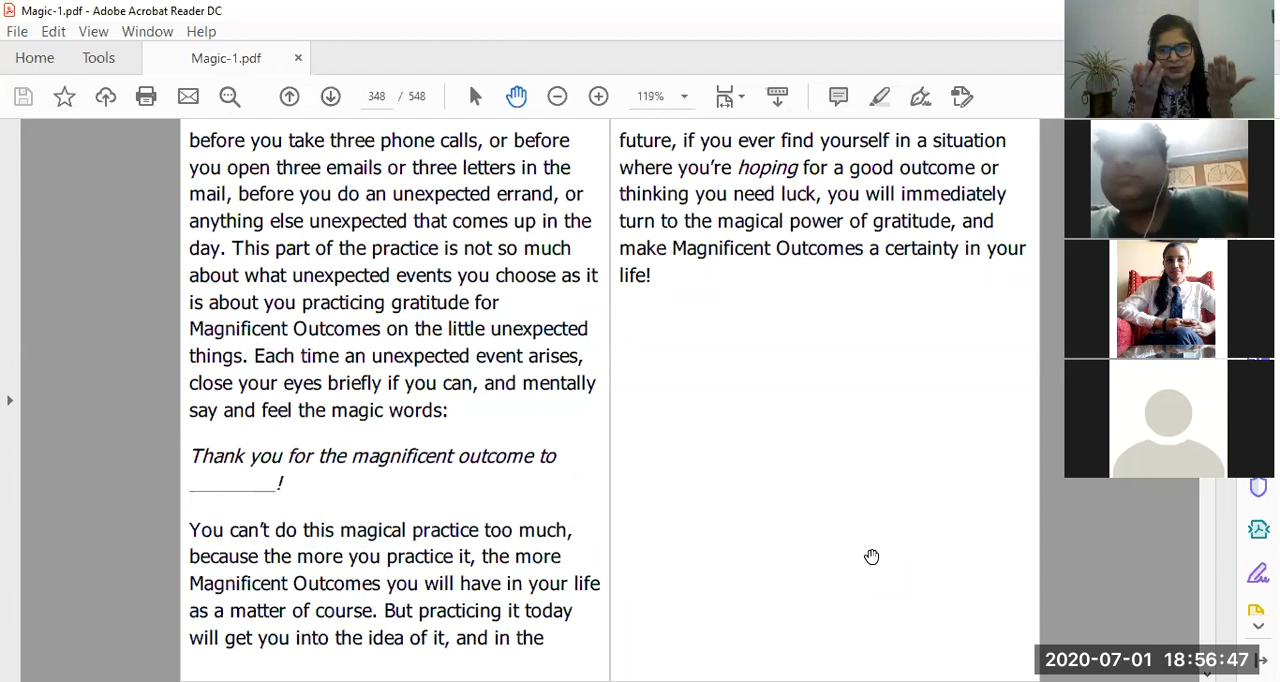 Magic-1.pdf - Adobe Acrobat Reader DC
File Edit View Window Help
Home Tools Magic-1.pdf ×
348 / 548 119%
before you take three phone calls, or before
you open three emails or three letters in the
mail, before you do an unexpected errand, or
anything else unexpected that comes up in the
day. This part of the practice is not so much
about what unexpected events you choose as it
is about you practicing gratitude for
Magnificent Outcomes on the little unexpected
things. Each time an unexpected event arises,
close your eyes briefly if you can, and mentally
say and feel the magic words:
Thank you for the magnificent outcome to
________!
You can’t do this magical practice too much,
because the more you practice it, the more
Magnificent Outcomes you will have in your life
as a matter of course. But practicing it today
will get you into the idea of it, and in the
future, if you ever find yourself in a situation
where you’re hoping for a good outcome or
thinking you need luck, you will immediately
turn to the magical power of gratitude, and
make Magnificent Outcomes a certainty in your
life!
2020-07-01 18:56:47